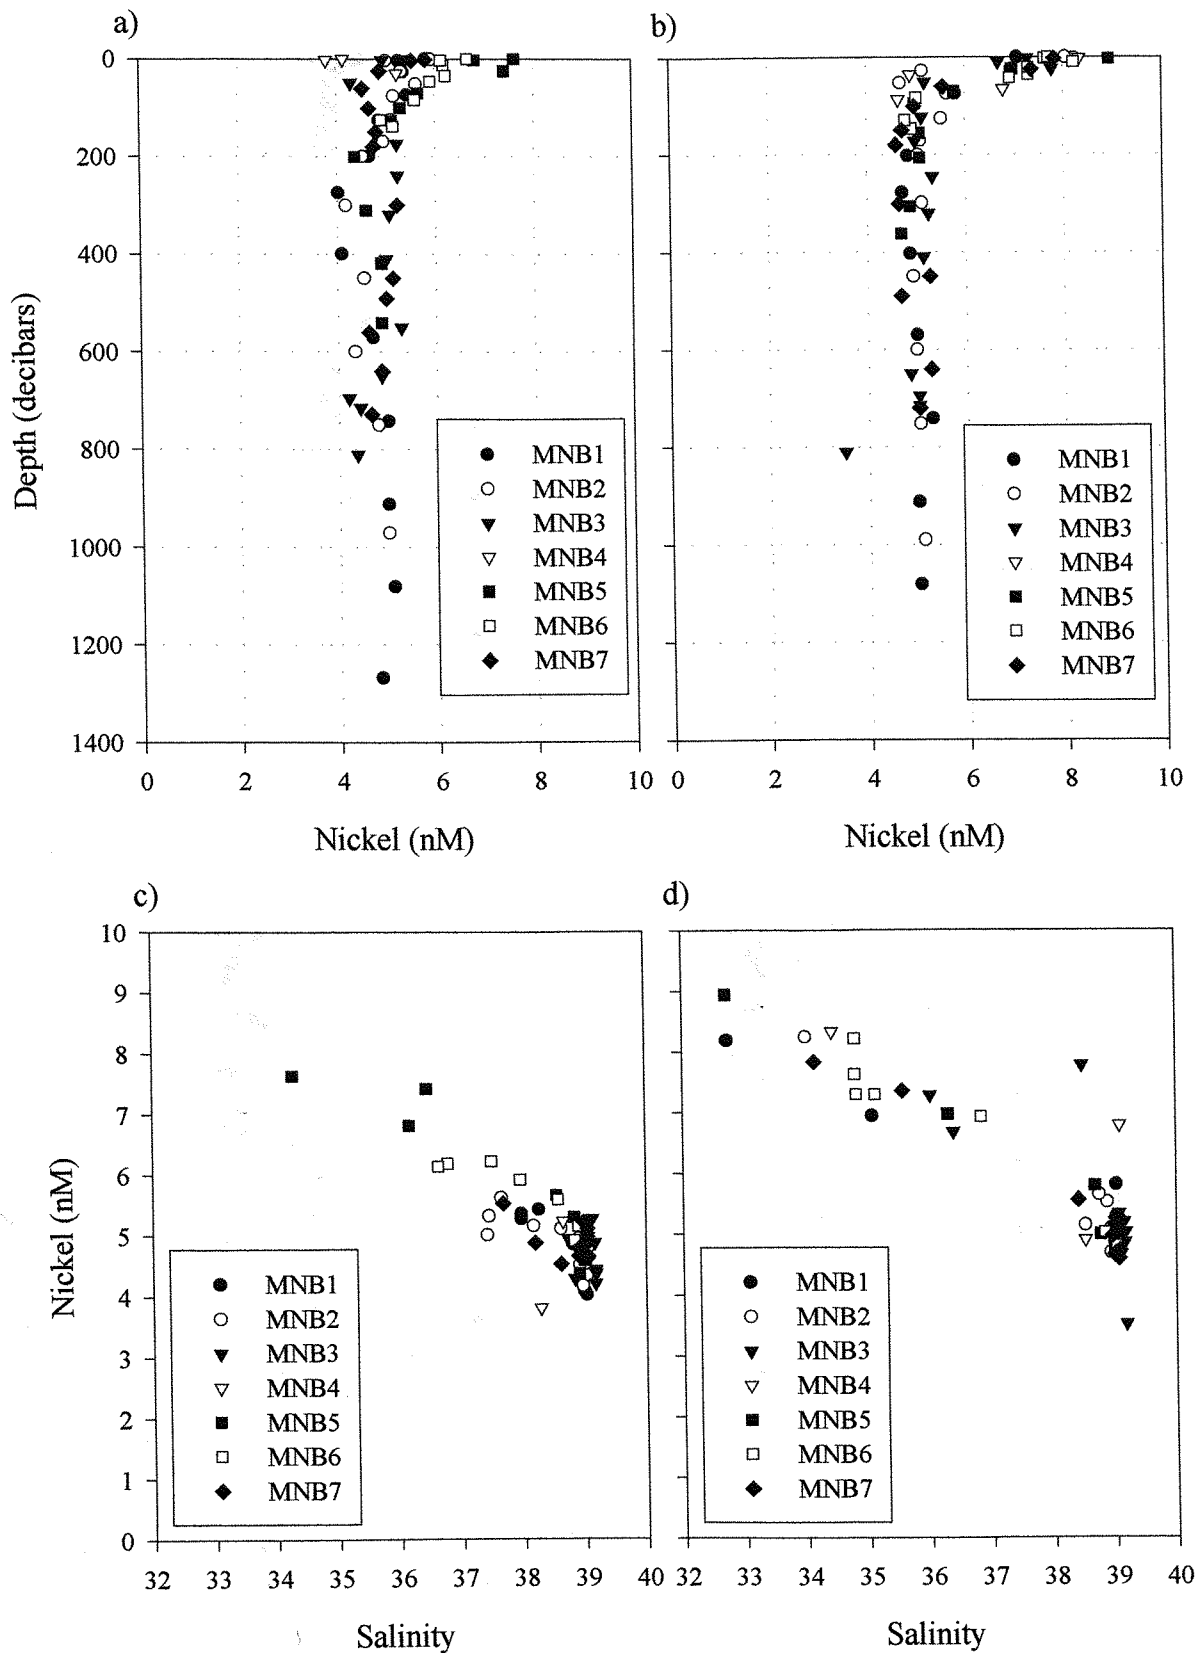 a)
b)
0
200
400
600
800
1000
1200
1400
Depth (decibars)
MNB1
MNB2
MNB3
MNB4
MNB5
MNB6
MNB7
MNB1
MNB2
MNB3
MNB4
MNB5
MNB6
MNB7
0 2 4 6 8 10
0 2 4 6 8 10
Nickel (nM)
Nickel (nM)
c)
d)
10
9
8
7
6
5
4
3
2
1
0
Nickel (nM)
MNB1
MNB2
MNB3
MNB4
MNB5
MNB6
MNB7
MNB1
MNB2
MNB3
MNB4
MNB5
MNB6
MNB7
32 33 34 35 36 37 38 39 40
32 33 34 35 36 37 38 39 40
Salinity
Salinity